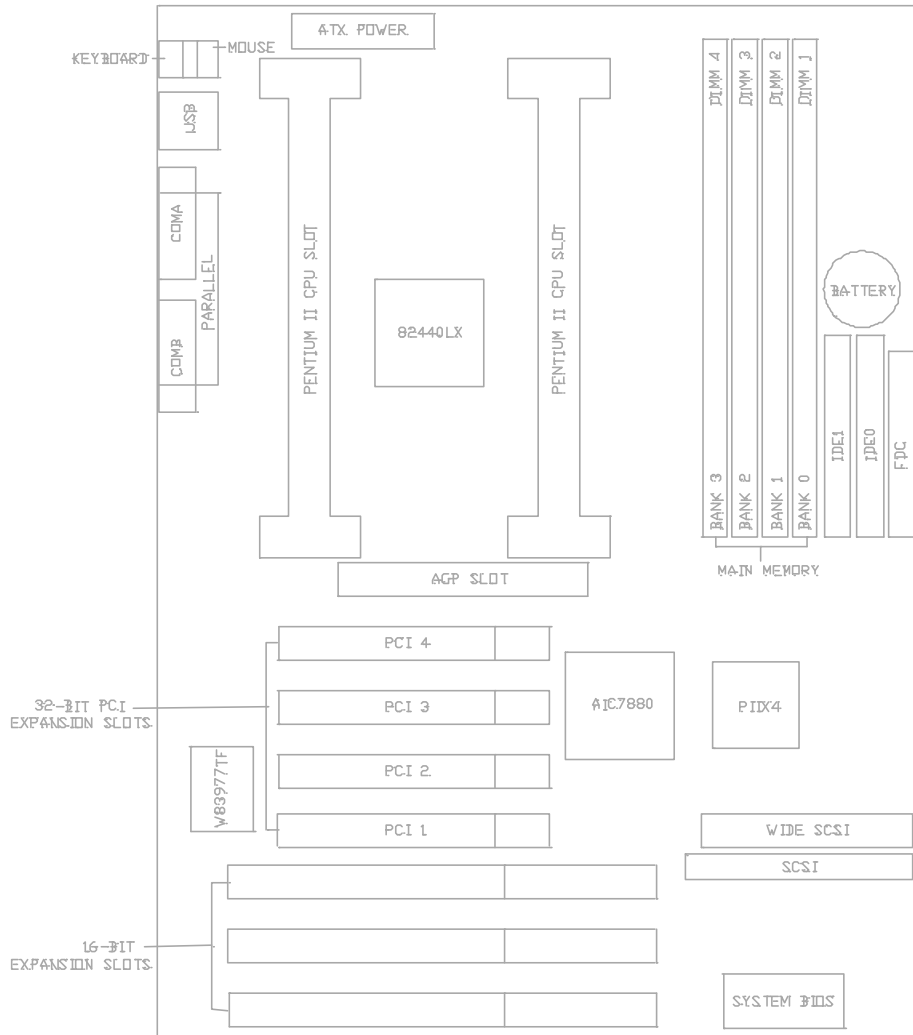 ATX POWER
MOUSE
KEYBOARD
USB
COMA
PARALLEL
COMB
PENTIUM II CPU SLOT
82440LX
PENTIUM II CPU SLOT
DIMM 4
DIMM 3
DIMM 2
DIMM 1
BANK 3
BANK 2
BANK 1
BANK 0
MAIN MEMORY
BATTERY
IDE1
IDE0
FDC
AGP SLOT
PCI 4
PCI 3
PCI 2
PCI 1
32-BIT PCI
EXPANSION SLOTS
W83977TF
AIC7880
PIIX4
WIDE SCSI
SCSI
16-BIT
EXPANSION SLOTS
SYSTEM BIOS